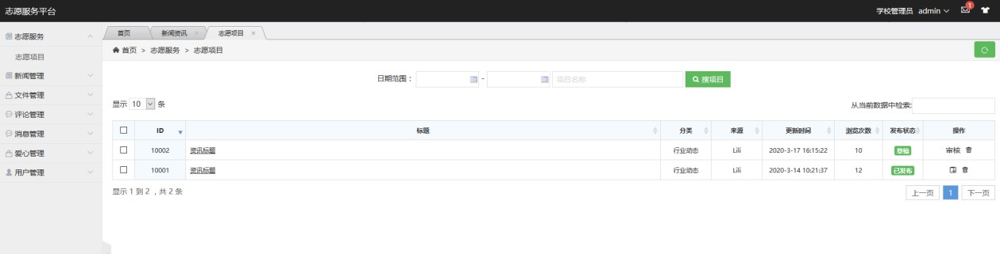 志愿服务平台
学校管理员 admin 1
志愿服务
志愿项目
新闻管理
文件管理
评论管理
消息管理
爱心管理
用户管理
首页 新闻资讯 × 志愿项目 ×
首页 > 志愿服务 > 志愿项目
日期范围： - 项目名称 搜项目
显示 10 条
从当前数据中检索:
ID 标题 分类 来源 更新时间 浏览次数 发布状态 操作
10002 资讯标题 行业动态 Lili 2020-3-17 16:15:22 10 草稿 审核
10001 资讯标题 行业动态 Lili 2020-3-14 10:21:37 12 已发布
显示 1 到 2 ，共 2 条
上一页 1 下一页